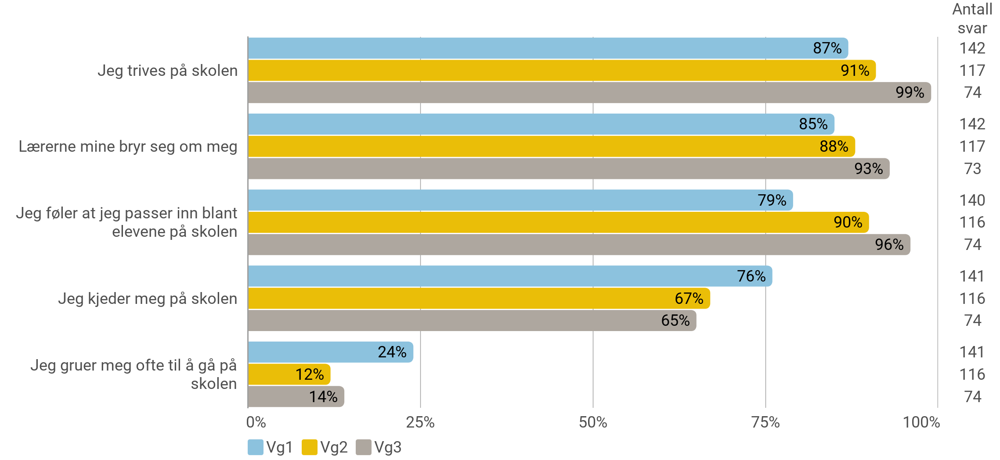 Antall
svar
87% 142
Jeg trives på skolen 91% 117
99% 74
85% 142
Lærerne mine bryr seg om meg 88% 117
93% 73
79% 140
Jeg føler at jeg passer inn blant
elevene på skolen
90% 116
96% 74
76% 141
Jeg kjeder meg på skolen 67% 116
65% 74
24% 141
Jeg gruer meg ofte til å gå på
skolen
12% 116
14% 74
0% 25% 50% 75% 100%
Vg1 Vg2 Vg3